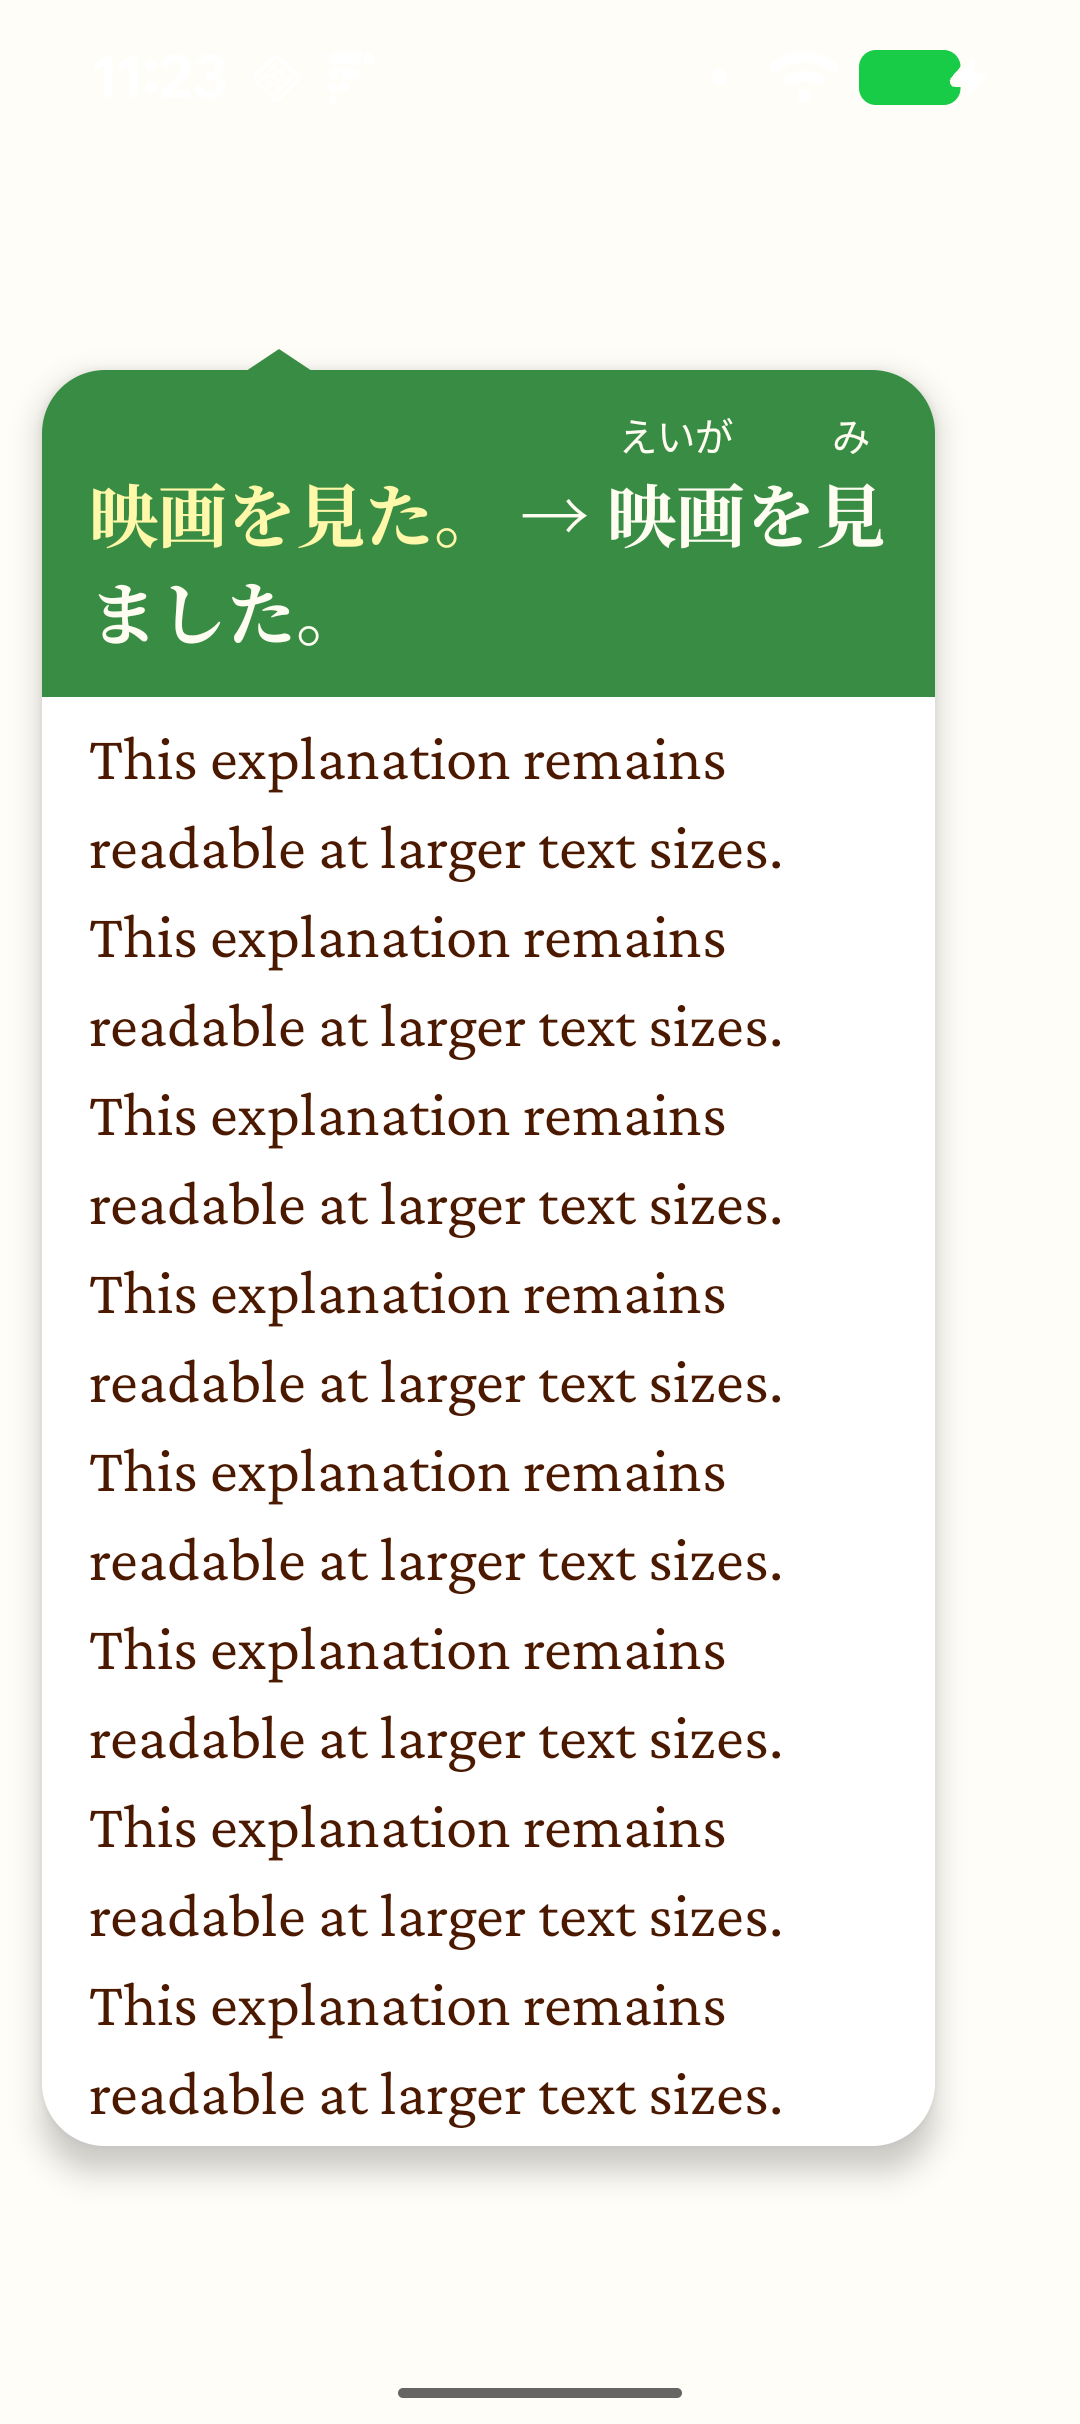 11:23
えいが み
映画を見た。 → 映画を見
ました。
This explanation remains
readable at larger text sizes.
This explanation remains
readable at larger text sizes.
This explanation remains
readable at larger text sizes.
This explanation remains
readable at larger text sizes.
This explanation remains
readable at larger text sizes.
This explanation remains
readable at larger text sizes.
This explanation remains
readable at larger text sizes.
This explanation remains
readable at larger text sizes.